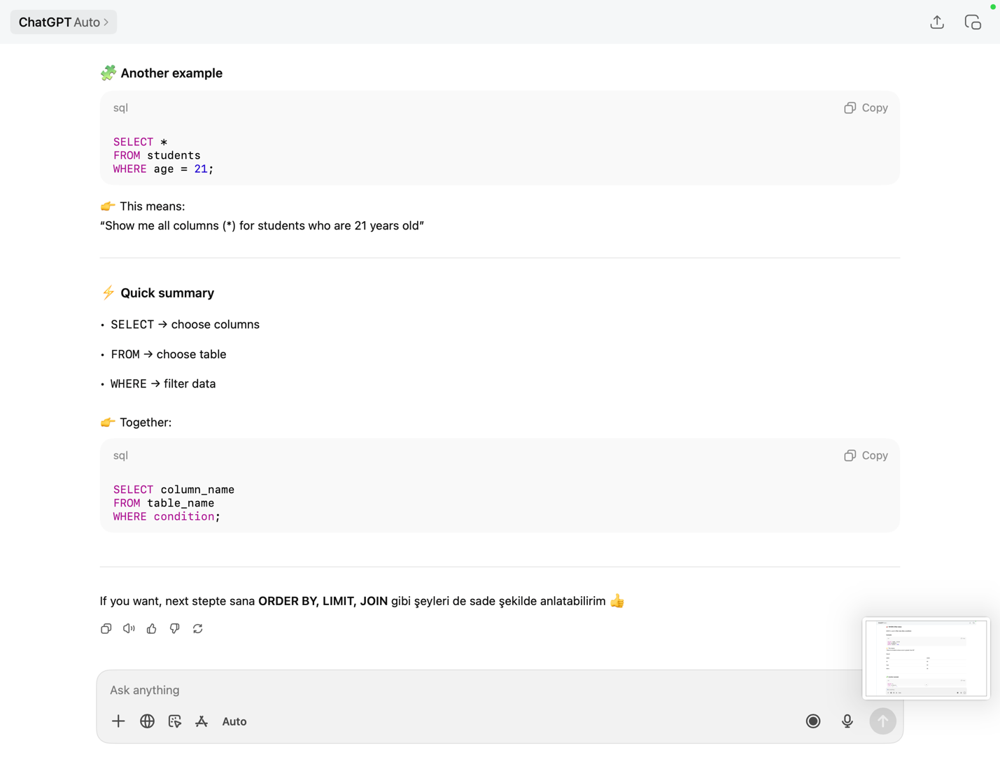 ChatGPT Auto >
🧩 Another example
sql
Copy
SELECT *
FROM students
WHERE age = 21;
👉 This means:
“Show me all columns (*) for students who are 21 years old”
⚡ Quick summary
• SELECT → choose columns
• FROM → choose table
• WHERE → filter data
👉 Together:
sql
Copy
SELECT column_name
FROM table_name
WHERE condition;
If you want, next stepte sana ORDER BY, LIMIT, JOIN gibi şeyleri de sade şekilde anlatabilirim 👍
Ask anything
Auto